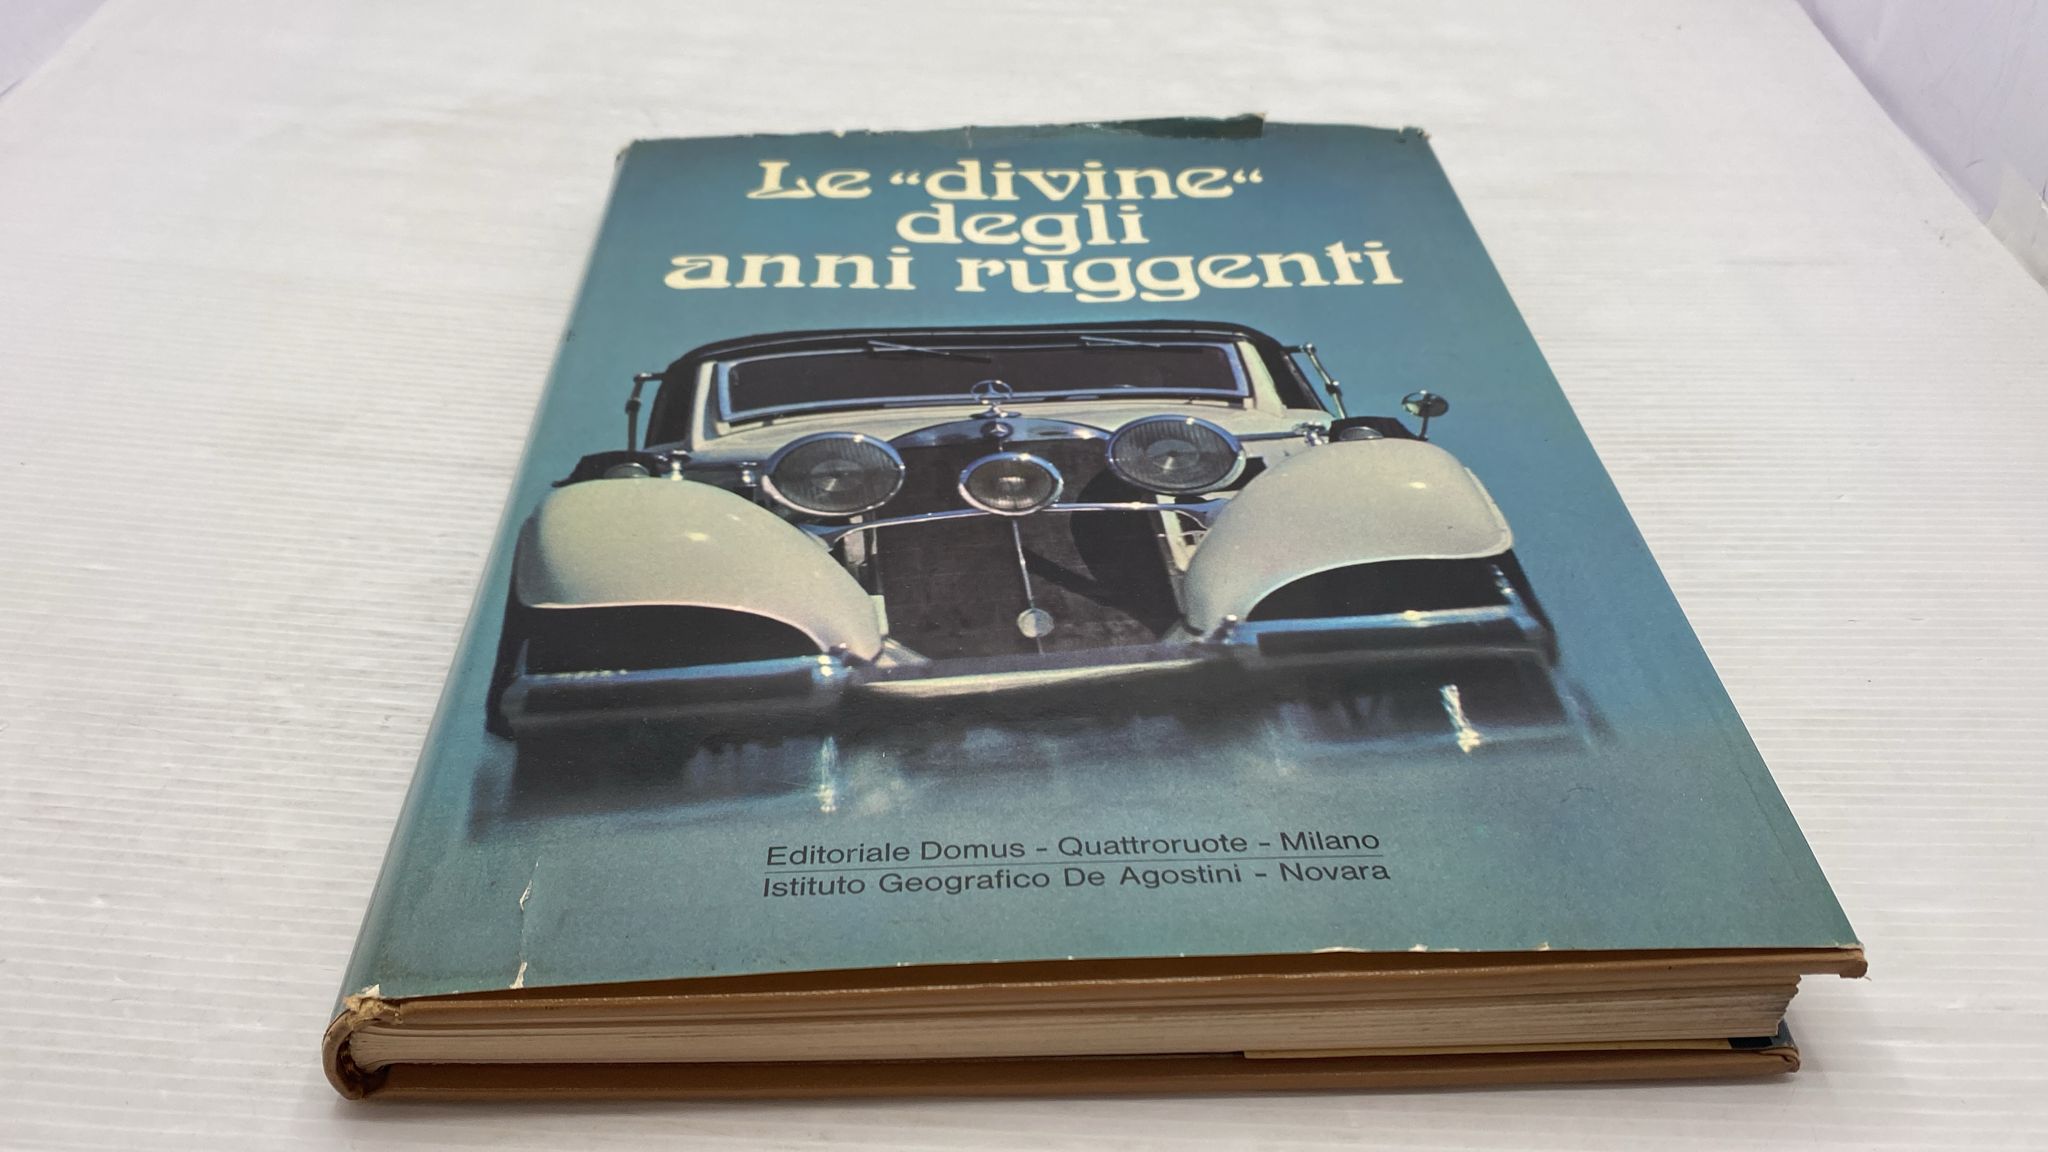 Le “divine“
degli
anni ruggenti
Editoriale Domus - Quattroruote - Milano
Istituto Geografico De Agostini - Novara